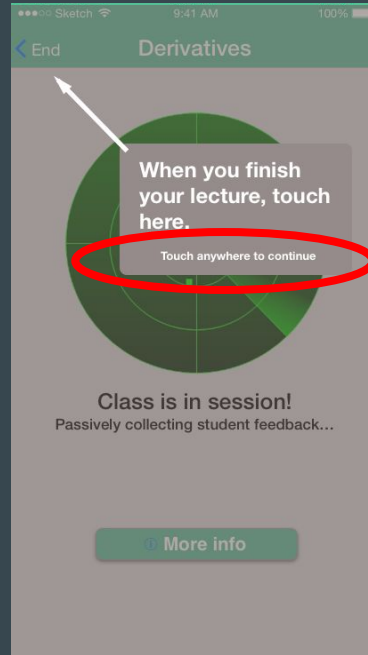 ●●●○○ Sketch 9:41 AM 100%
End Derivatives
When you finish
your lecture, touch
here.
Touch anywhere to continue
Class is in session!
Passively collecting student feedback...
More info